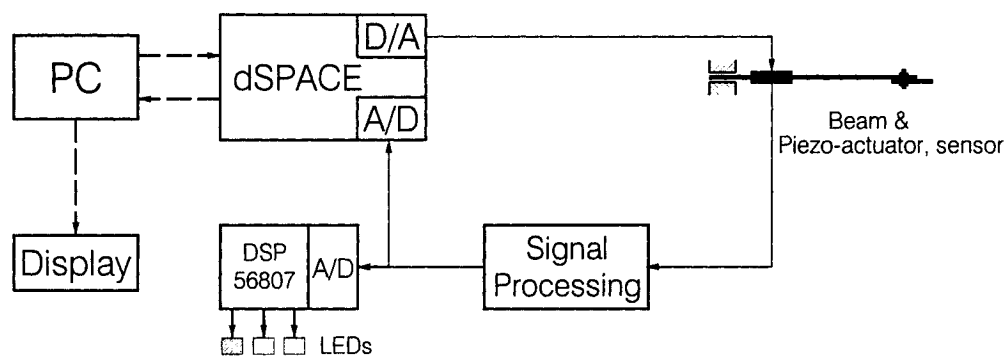 PC
dSPACE
D/A
A/D
Beam &
Piezo-actuator, sensor
Display
DSP
56807
A/D
Signal
Processing
LEDs